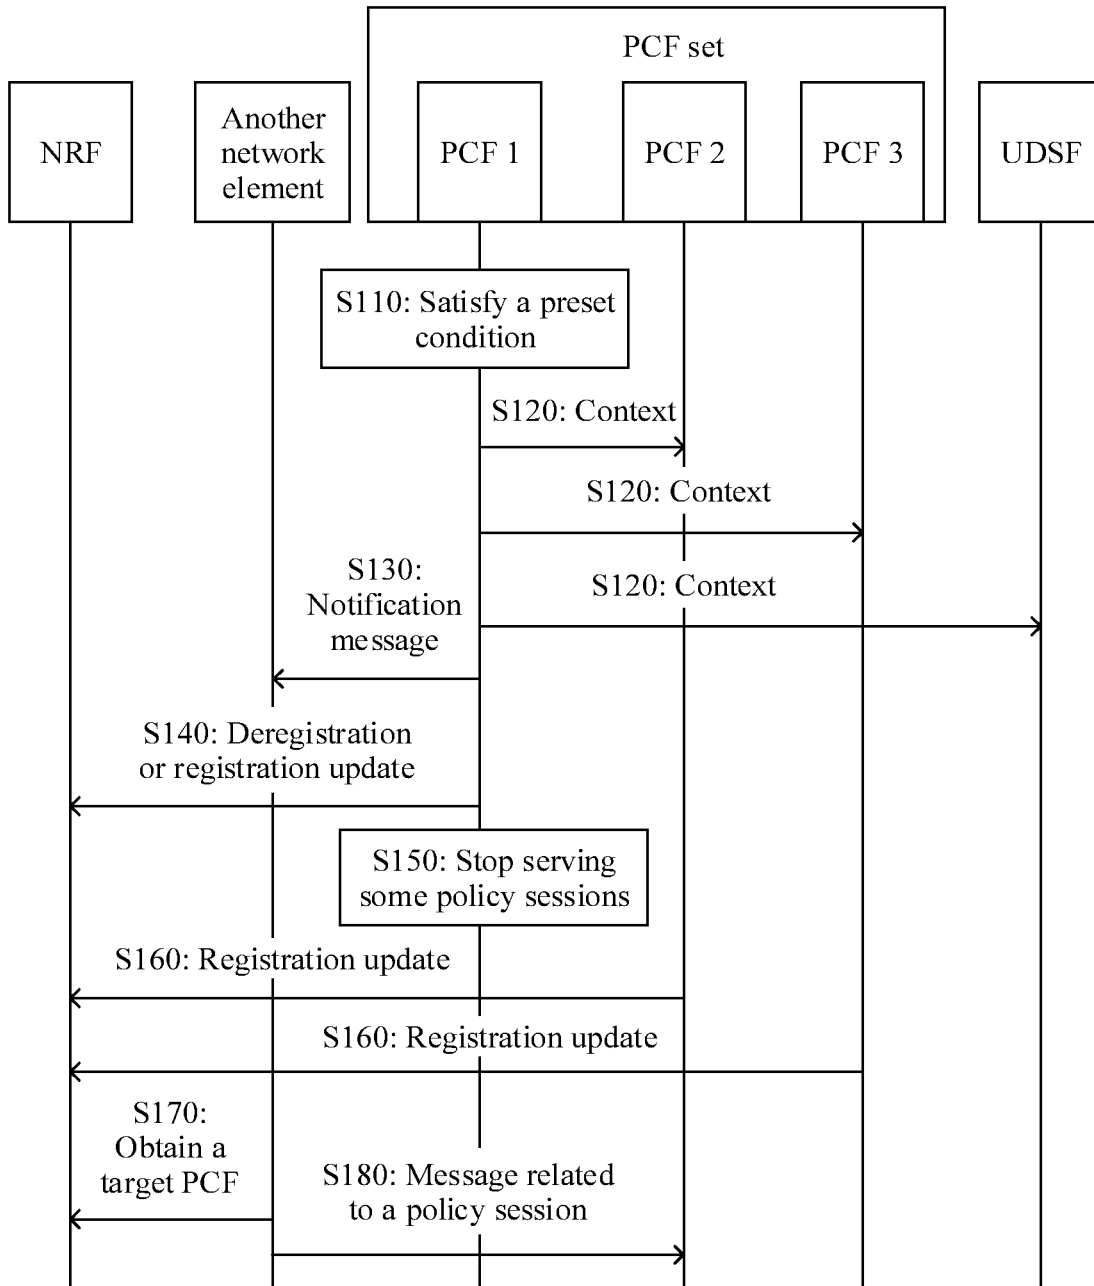 PCF set
NRF
Another
network
element
PCF 1
PCF 2
PCF 3
UDSF
S110: Satisfy a preset
condition
S120: Context
S120: Context
S130:
Notification
message
S120: Context
S140: Deregistration
or registration update
S150: Stop serving
some policy sessions
S160: Registration update
S160: Registration update
S170:
Obtain a
target PCF
S180: Message related
to a policy session